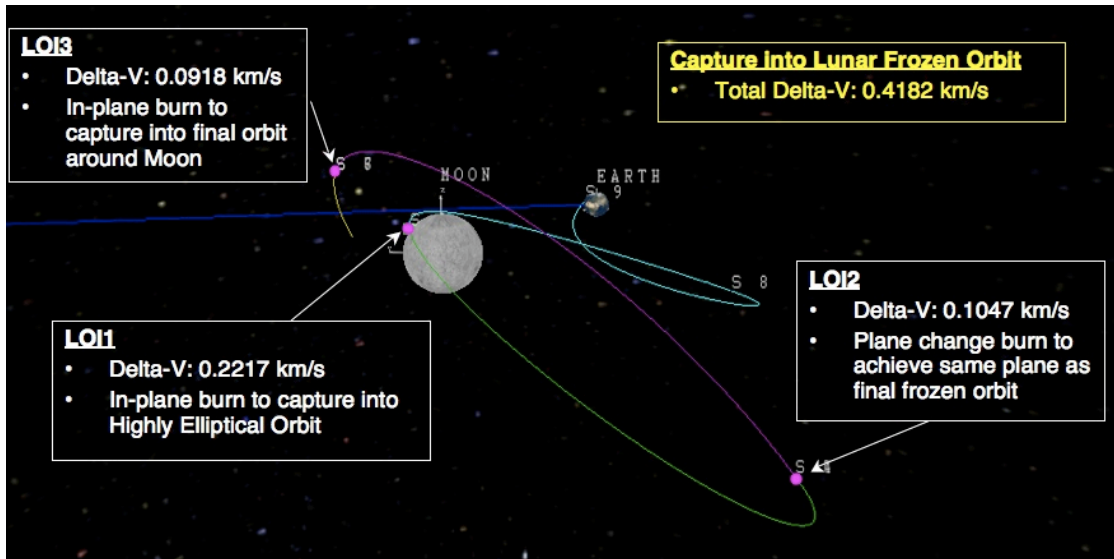 LOI3
• Delta-V: 0.0918 km/s
• In-plane burn to
capture into final orbit
around Moon
Capture into Lunar Frozen Orbit
• Total Delta-V: 0.4182 km/s
S
MOON
EARTH
S 9
S
S 8
LOI2
• Delta-V: 0.1047 km/s
• Plane change burn to
achieve same plane as
final frozen orbit
LOI1
• Delta-V: 0.2217 km/s
• In-plane burn to capture into
Highly Elliptical Orbit
S